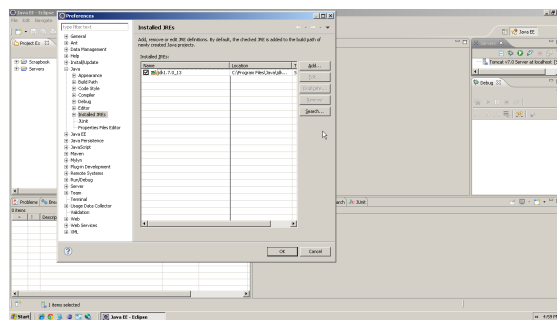 Java EE - Eclipse
Preferences
File Edit Navigate
Java EE
type filter text
Installed JREs
General
Ant
Data Management
Help
Install/Update
Java
Appearance
Build Path
Code Style
Compiler
Debug
Editor
Installed JREs
JUnit
Properties Files Editor
Java EE
Java Persistence
JavaScript
Maven
Mylyn
Plug-in Development
Remote Systems
Run/Debug
Server
Team
Terminal
Usage Data Collector
Validation
Web
Web Services
XML
Add, remove or edit JRE definitions. By default, the checked JRE is added to the build path of
newly created Java projects.
Installed JREs:
Name Location
jdk1.7.0_13 C:\Program Files\Java\jdk...
Add...
Edit...
Duplicate...
Remove
Search...
OK Cancel
Project Ex
Scrapbook
Servers
Servers
Tomcat v7.0 Server at localhost
Debug
Problems
0 items
Descrip
JUnit
items selected
Start
Java EE - Eclipse
4:59 PM